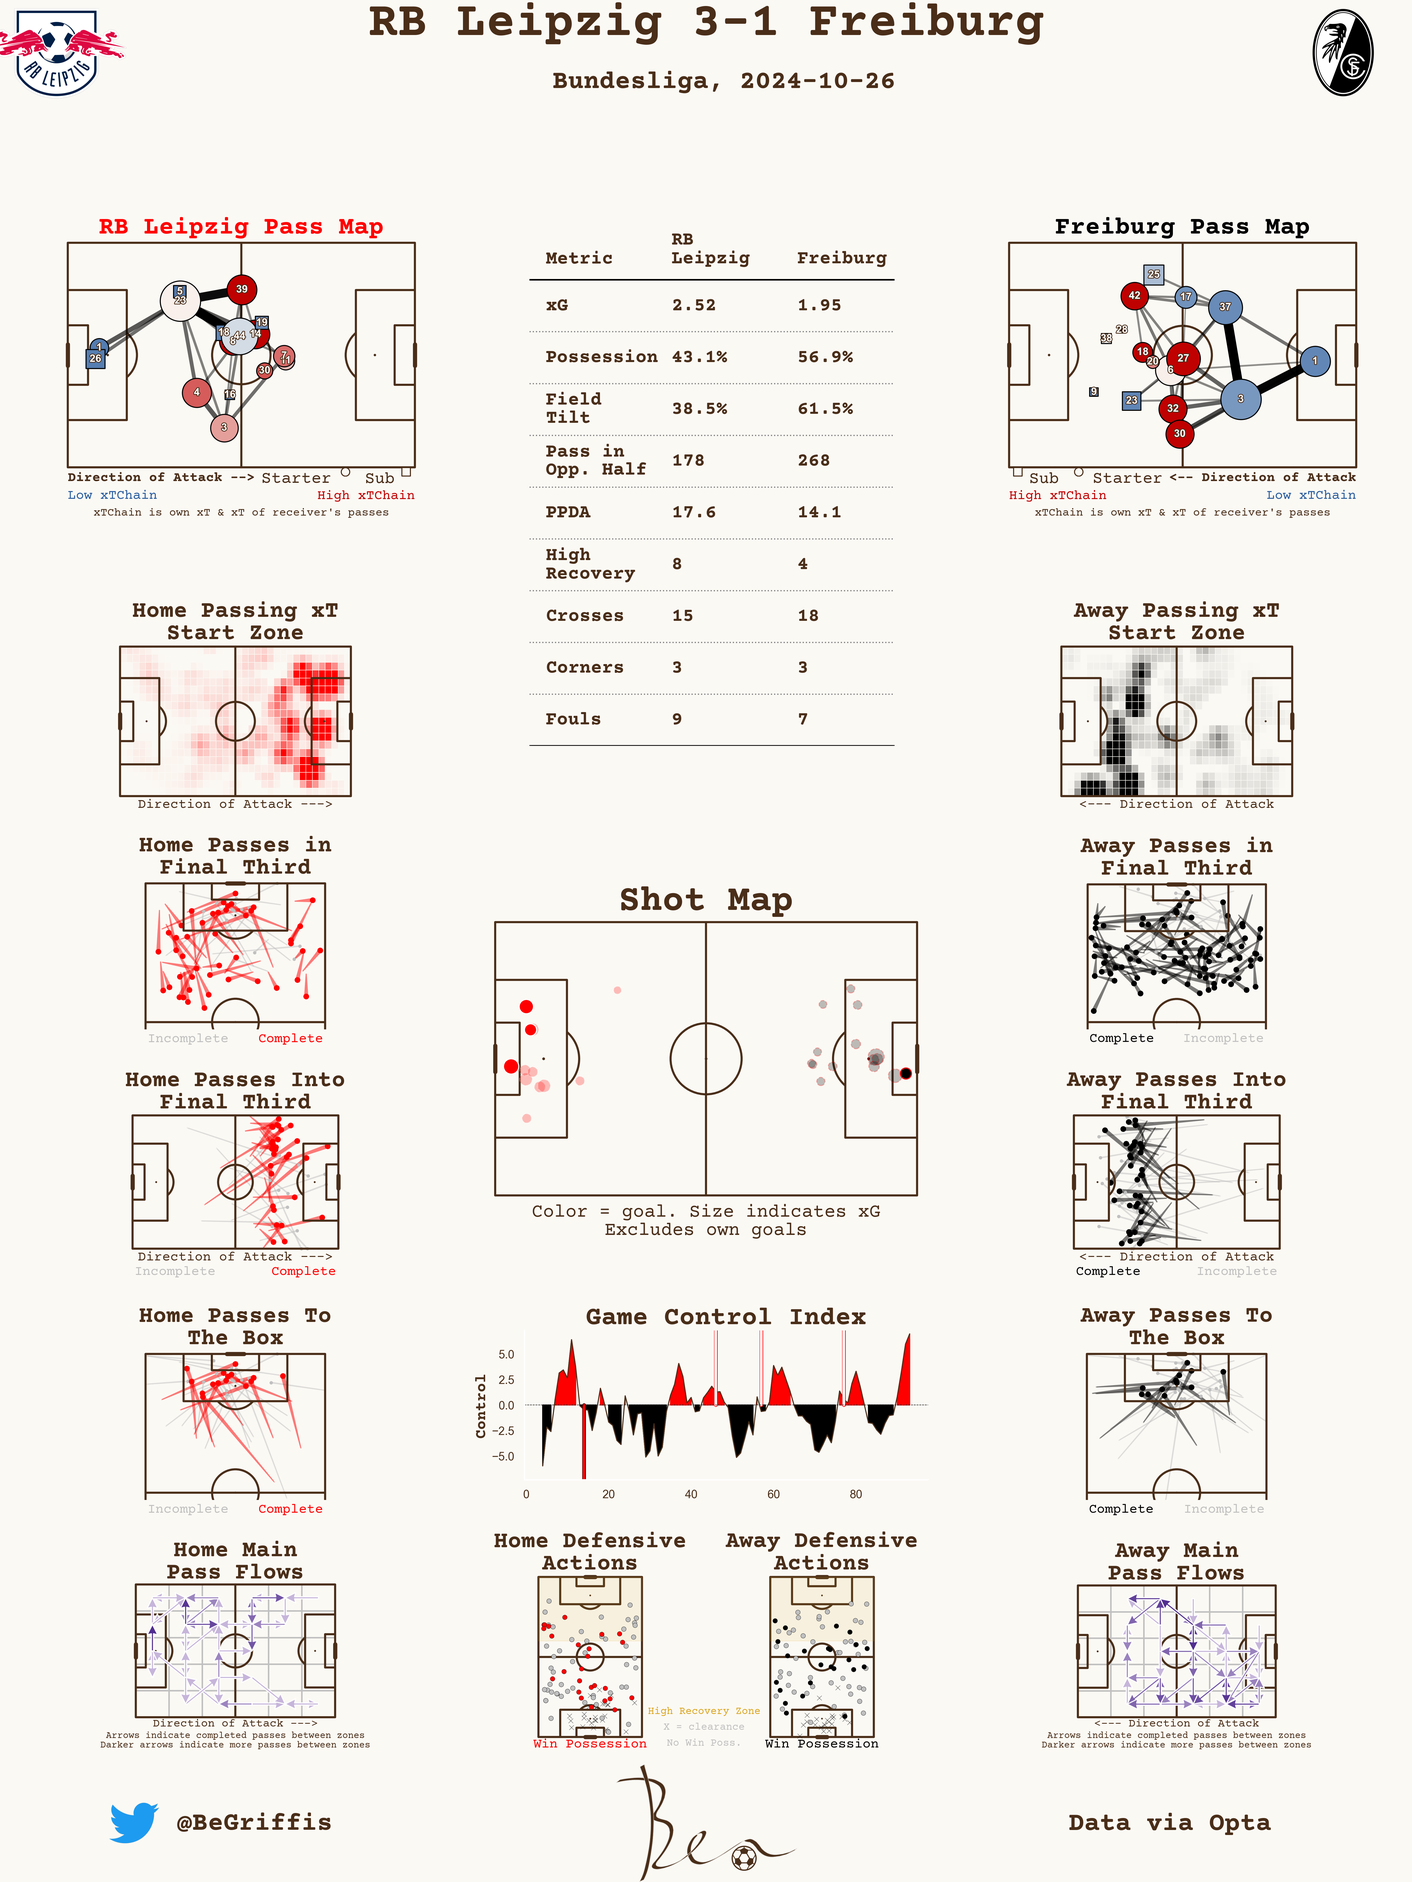 RB Leipzig 3-1 Freiburg
Bundesliga, 2024-10-26
RB LEIPZIG
RB Leipzig Pass Map
5
23
39
1
26
18
8
44
14
19
7
30
4
16
3
Direction of Attack --> Starter Sub
Low xTChain High xTChain
xTChain is own xT & xT of receiver's passes
Metric RB Leipzig Freiburg
xG 2.52 1.95
Possession 43.1% 56.9%
Field Tilt 38.5% 61.5%
Pass in Opp. Half 178 268
PPDA 17.6 14.1
High Recovery 8 4
Crosses 15 18
Corners 3 3
Fouls 9 7
Freiburg Pass Map
25
42
17
37
28
38
18
20
6
27
1
9
23
32
3
30
Sub Starter <-- Direction of Attack
High xTChain Low xTChain
xTChain is own xT & xT of receiver's passes
Home Passing xT
Start Zone
Direction of Attack --->
Away Passing xT
Start Zone
<--- Direction of Attack
Home Passes in
Final Third
Incomplete Complete
Away Passes in
Final Third
Complete Incomplete
Shot Map
Color = goal. Size indicates xG
Excludes own goals
Home Passes Into
Final Third
Direction of Attack --->
Incomplete Complete
Away Passes Into
Final Third
<--- Direction of Attack
Complete Incomplete
Home Passes To
The Box
Incomplete Complete
Game Control Index
Control
5.0
2.5
0.0
−2.5
−5.0
0 20 40 60 80
Away Passes To
The Box
Complete Incomplete
Home Main
Pass Flows
Direction of Attack --->
Arrows indicate completed passes between zones
Darker arrows indicate more passes between zones
Home Defensive
Actions
Win Possession
Away Defensive
Actions
Win Possession
High Recovery Zone
X = clearance
No Win Poss.
Away Main
Pass Flows
<--- Direction of Attack
Arrows indicate completed passes between zones
Darker arrows indicate more passes between zones
@BeGriffis
Ben
Data via Opta